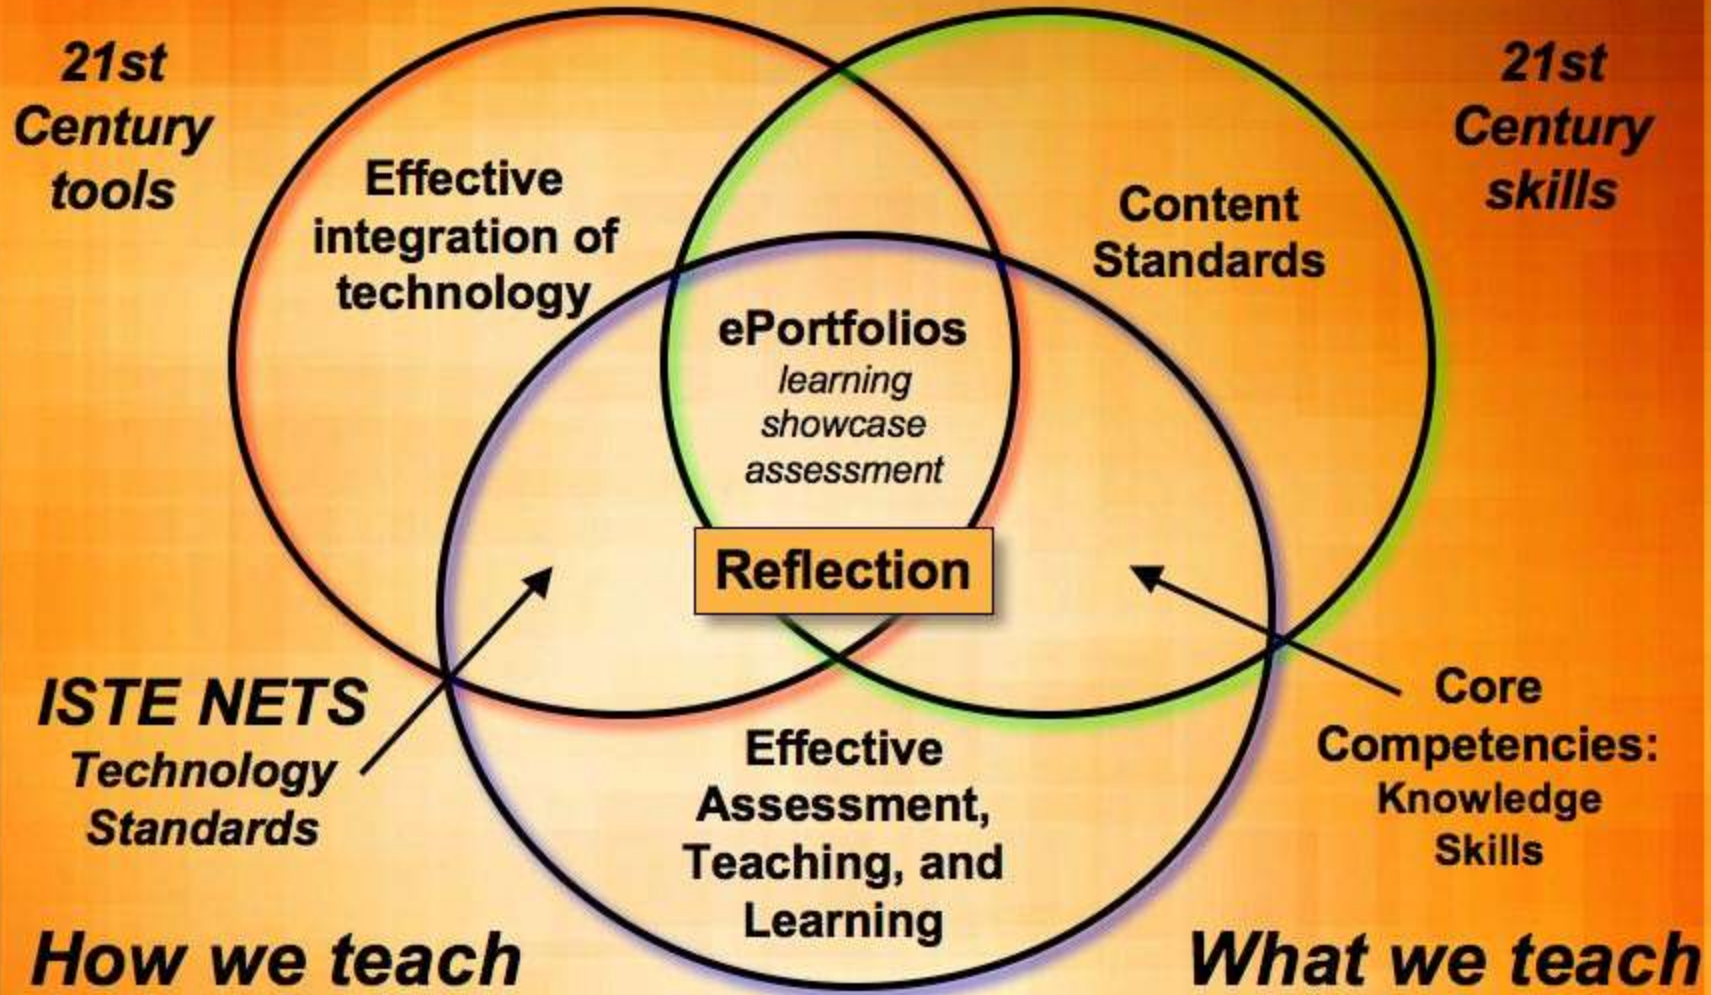 21st
Century
tools
21st
Century
skills
Effective
integration of
technology
Content
Standards
ePortfolios
learning
showcase
assessment
Reflection
ISTE NETS
Technology
Standards
Core
Competencies:
Knowledge
Skills
Effective
Assessment,
Teaching, and
Learning
How we teach
What we teach